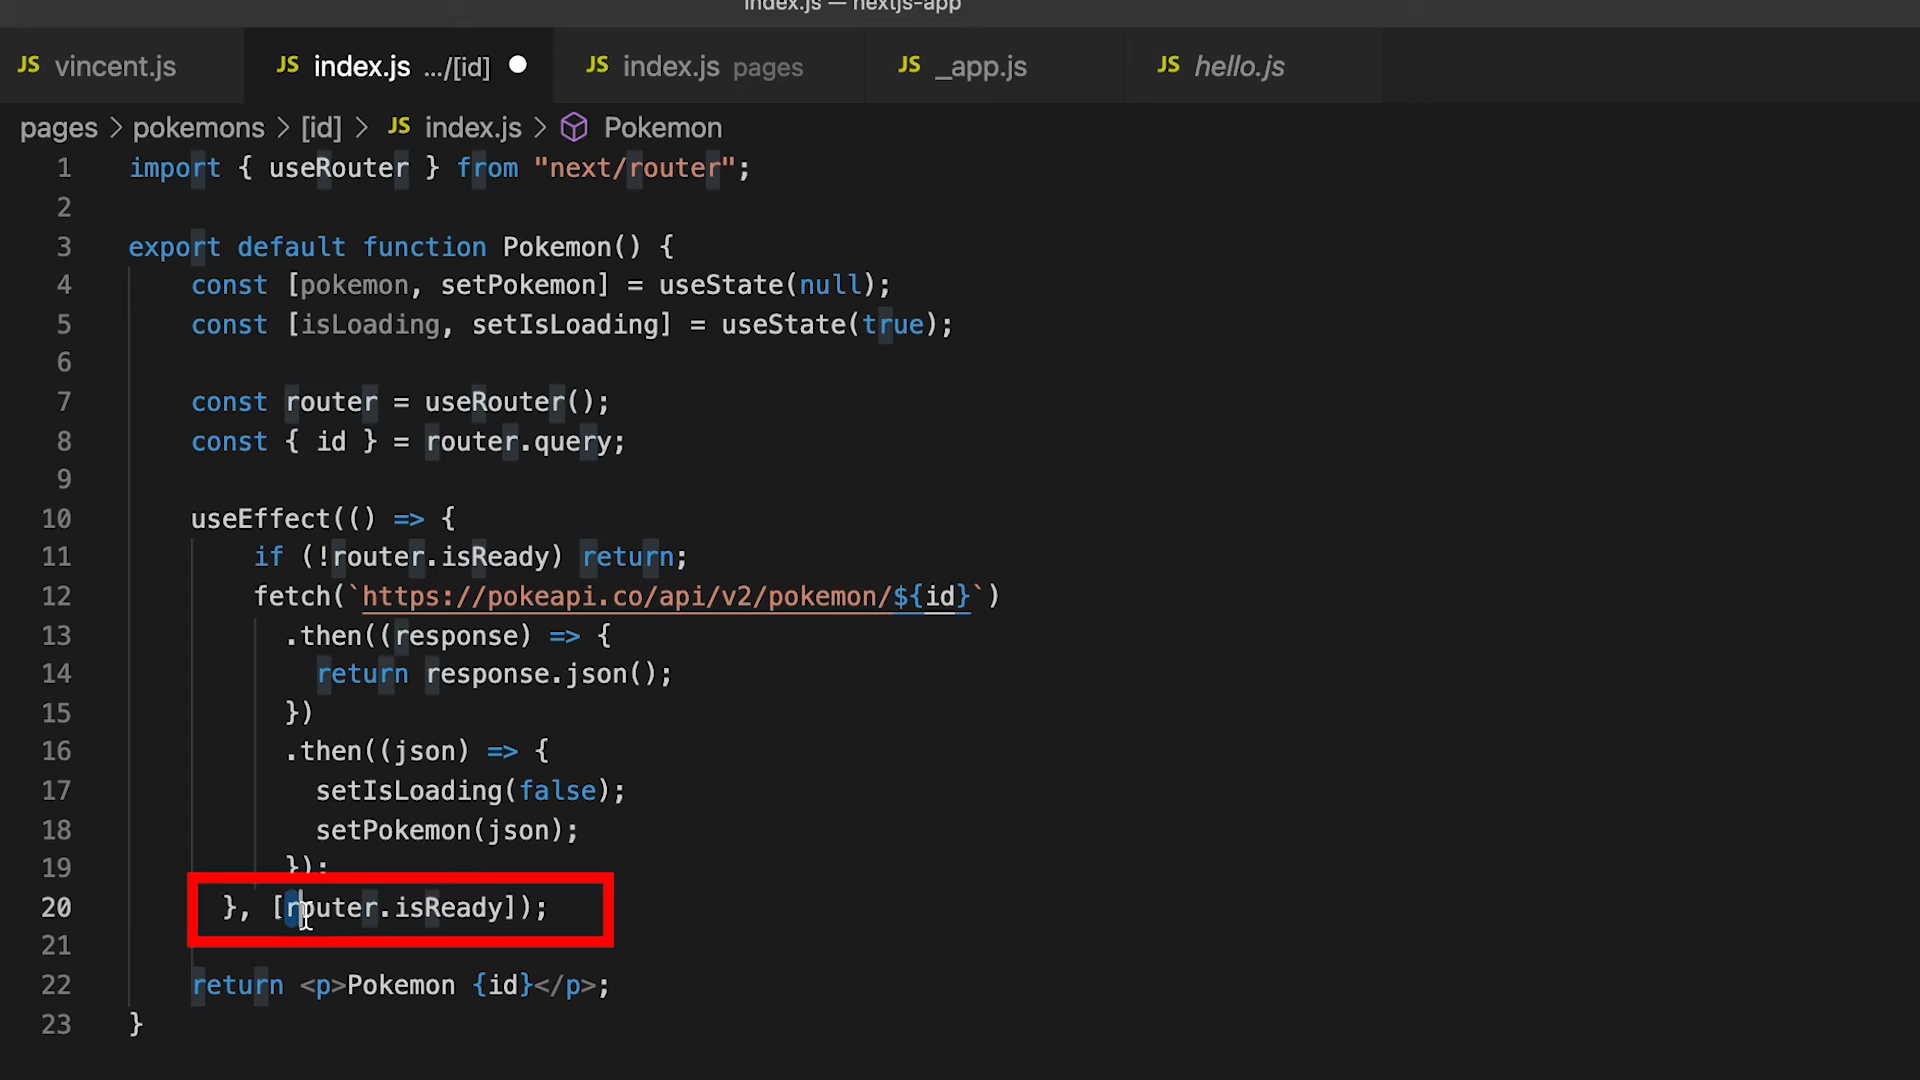 index.js — nextjs-app
JS vincent.js JS index.js .../[id] JS index.js pages JS _app.js JS hello.js
pages > pokemons > [id] > JS index.js > Pokemon
1 import { useRouter } from "next/router";
2
3 export default function Pokemon() {
4 const [pokemon, setPokemon] = useState(null);
5 const [isLoading, setIsLoading] = useState(true);
6
7 const router = useRouter();
8 const { id } = router.query;
9
10 useEffect(() => {
11 if (!router.isReady) return;
12 fetch(`https://pokeapi.co/api/v2/pokemon/${id}`)
13 .then((response) => {
14 return response.json();
15 })
16 .then((json) => {
17 setIsLoading(false);
18 setPokemon(json);
19 });
20 }, [router.isReady]);
21
22 return <p>Pokemon {id}</p>;
23 }